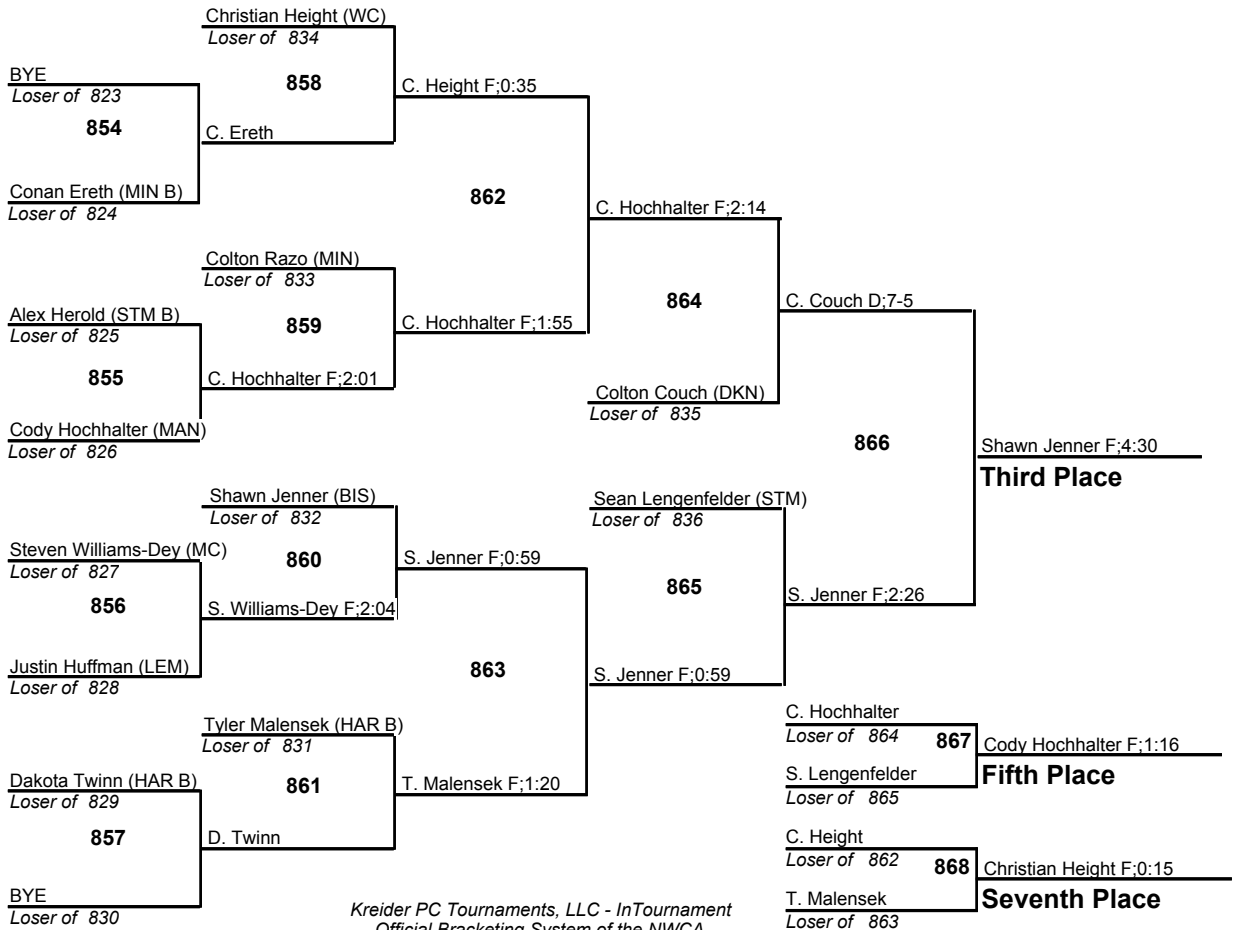 Christian Height (WC)
Loser of 834
BYE
Loser of 823
858
C. Height F;0:35
854
C. Ereth
Conan Ereth (MIN B)
Loser of 824
862
C. Hochhalter F;2:14
Colton Razo (MIN)
Loser of 833
Alex Herold (STM B)
Loser of 825
859
C. Hochhalter F;1:55
864
C. Couch D;7-5
855
C. Hochhalter F;2:01
Colton Couch (DKN)
Loser of 835
Cody Hochhalter (MAN)
Loser of 826
866
Shawn Jenner F;4:30
Third Place
Shawn Jenner (BIS)
Loser of 832
Sean Lengenfelder (STM)
Loser of 836
Steven Williams-Dey (MC)
Loser of 827
860
S. Jenner F;0:59
865
856
S. Williams-Dey F;2:04
S. Jenner F;2:26
Justin Huffman (LEM)
Loser of 828
863
S. Jenner F;0:59
Tyler Malensek (HAR B)
Loser of 831
C. Hochhalter
Loser of 864
867
Cody Hochhalter F;1:16
Fifth Place
S. Lengenfelder
Loser of 865
Dakota Twinn (HAR B)
Loser of 829
861
T. Malensek F;1:20
857
D. Twinn
C. Height
Loser of 862
868
Christian Height F;0:15
Seventh Place
T. Malensek
Loser of 863
BYE
Loser of 830
Kreider PC Tournaments, LLC - InTournament
Official Bracketing System of the NWCA